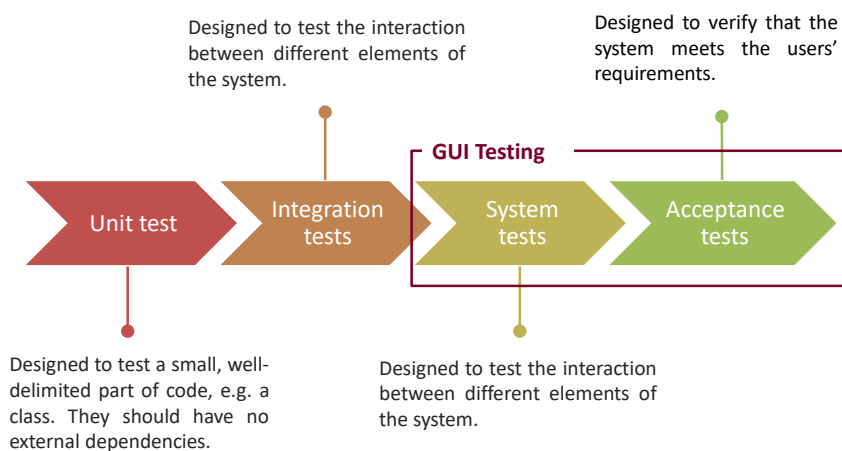 Designed to test the interaction
between different elements of
the system.
Designed to verify that the
system meets the users’
requirements.
GUI Testing
Unit test
Integration
tests
System
tests
Acceptance
tests
Designed to test a small, well-
delimited part of code, e.g. a
class. They should have no
external dependencies.
Designed to test the interaction
between different elements of
the system.